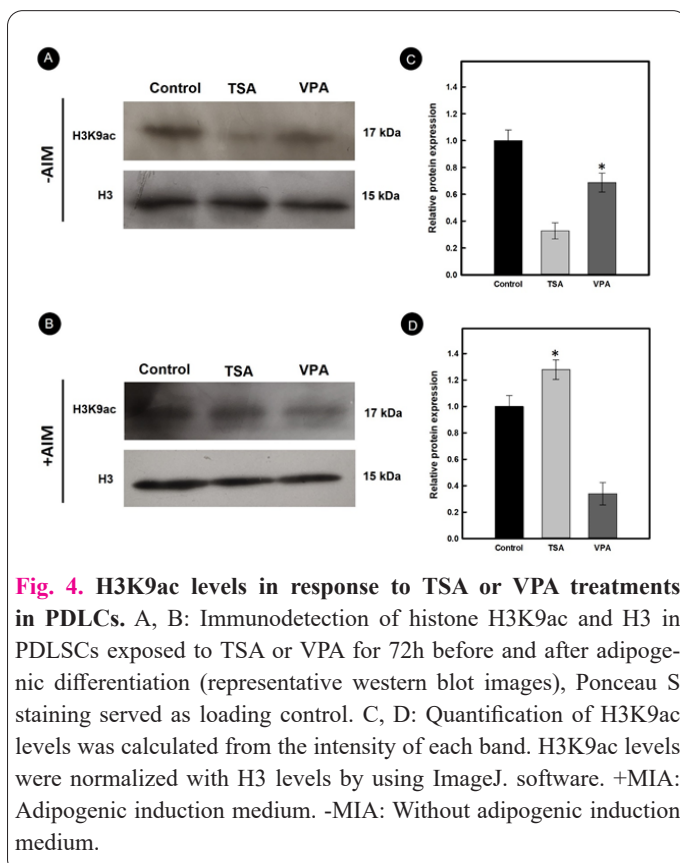 A
Control TSA VPA
H3K9ac
17 kDa
-AIM
H3
15 kDa
C
Relative protein expression
1.4
1.2
1.0
0.8
0.6
0.4
0.2
0.0
*
Control TSA VPA
B
Control TSA VPA
H3K9ac
17 kDa
+AIM
H3
15 kDa
D
Relative protein expression
1.4
1.2
1.0
0.8
0.6
0.4
0.2
0.0
*
Control TSA VPA
Fig. 4. H3K9ac levels in response to TSA or VPA treatments
in PDLCs. A, B: Immunodetection of histone H3K9ac and H3 in
PDLSCs exposed to TSA or VPA for 72h before and after adipoge-
nic differentiation (representative western blot images), Ponceau S
staining served as loading control. C, D: Quantification of H3K9ac
levels was calculated from the intensity of each band. H3K9ac levels
were normalized with H3 levels by using ImageJ. software. +MIA:
Adipogenic induction medium. -MIA: Without adipogenic induction
medium.